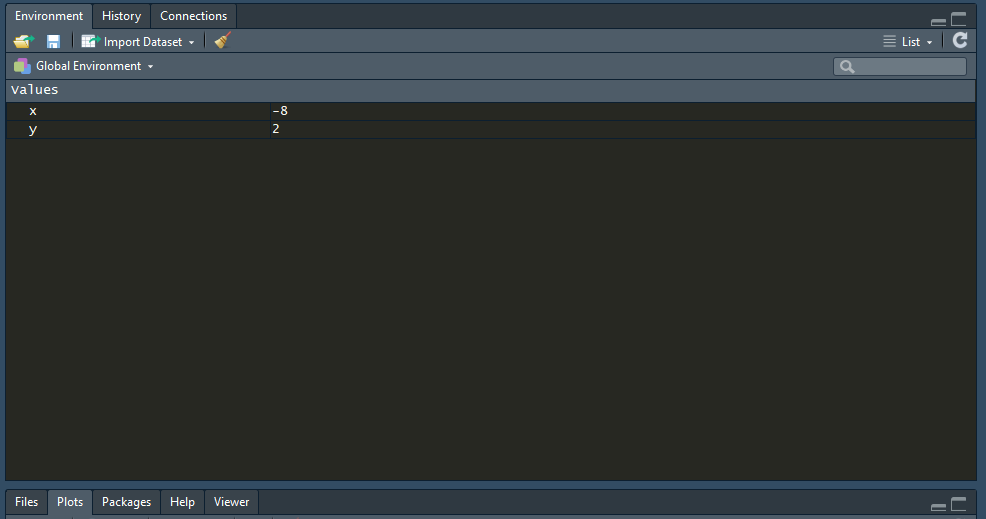 Environment History Connections
Import Dataset List
Global Environment
Values
x -8
y 2
Files Plots Packages Help Viewer